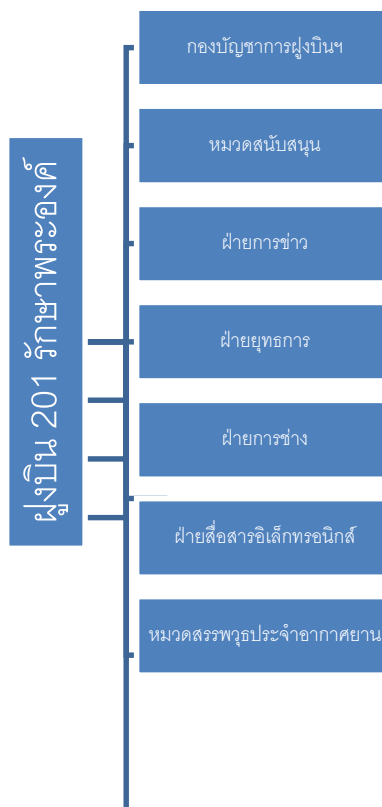 ฝูงบิน 201 รักษาพระองค์
กองบัญชาการฝูงบินฯ
หมวดสนับสนุน
ฝ่ายการข่าว
ฝ่ายยุทธการ
ฝ่ายการช่าง
ฝ่ายสื่อสารอิเล็กทรอนิกส์
หมวดสรรพวุธประจำอากาศยาน